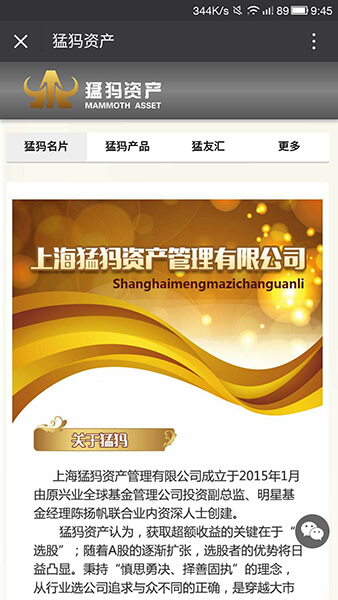 344K/s 89 9:45
猛犸资产
猛犸资产
MAMMOTH ASSET
猛犸名片 猛犸产品 猛友汇 更多
上海猛犸资产管理有限公司
Shanghaimengmazichanguanli
关于猛犸
上海猛犸资产管理有限公司成立于2015年1月
由原兴业全球基金管理公司投资副总监、明星基
金经理陈扬帆联合业内资深人士创建。
猛犸资产认为，获取超额收益的关键在于“
选股”；随着A股的逐渐扩张，选股者的优势将日
益凸显。秉持“慎思勇决、择善固执”的理念，
从行业选公司追求与众不同的正确，是穿越大市